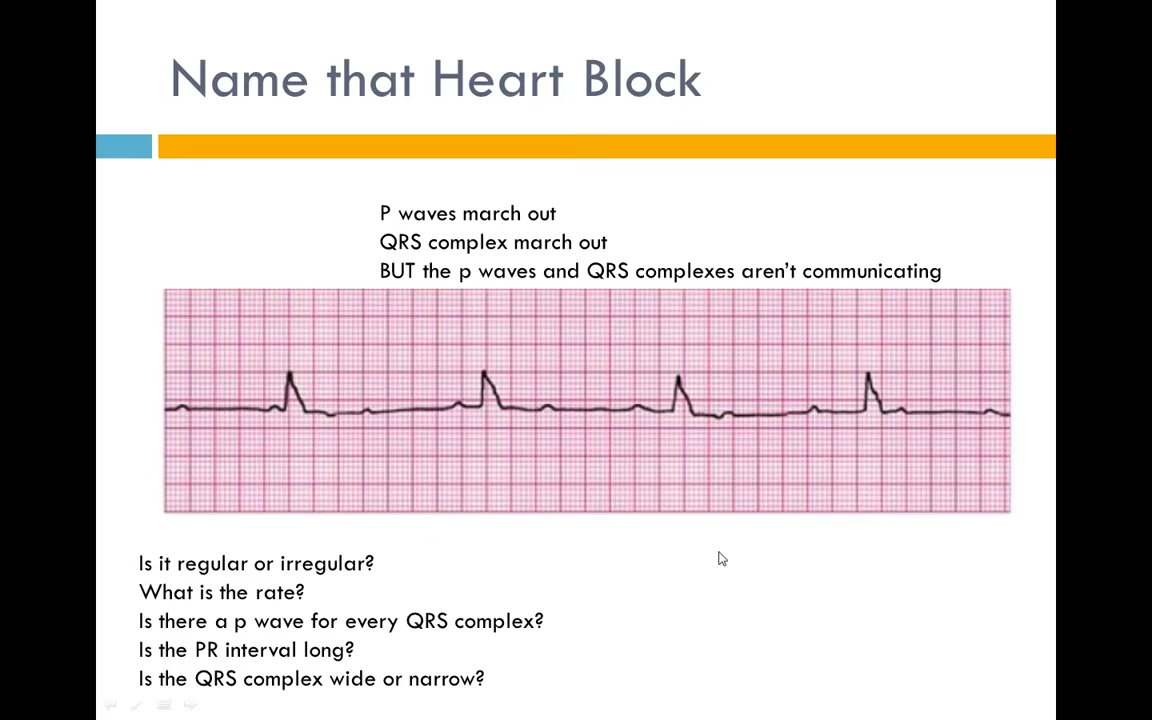 Name that Heart Block
P waves march out
QRS complex march out
BUT the p waves and QRS complexes aren't communicating
Is it regular or irregular?
What is the rate?
Is there a p wave for every QRS complex?
Is the PR interval long?
Is the QRS complex wide or narrow?